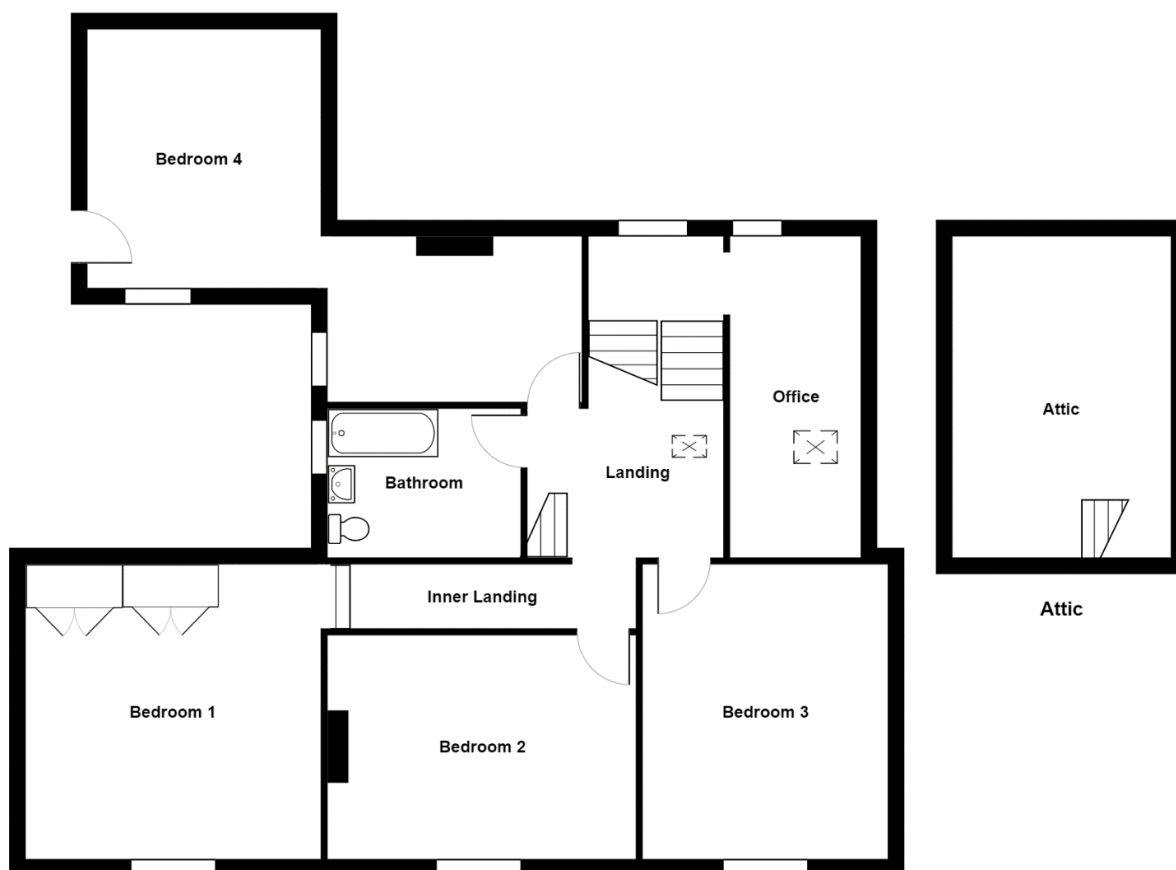 Bedroom 4
Office
Attic
Landing
Bathroom
Inner Landing
Attic
Bedroom 1
Bedroom 3
Bedroom 2